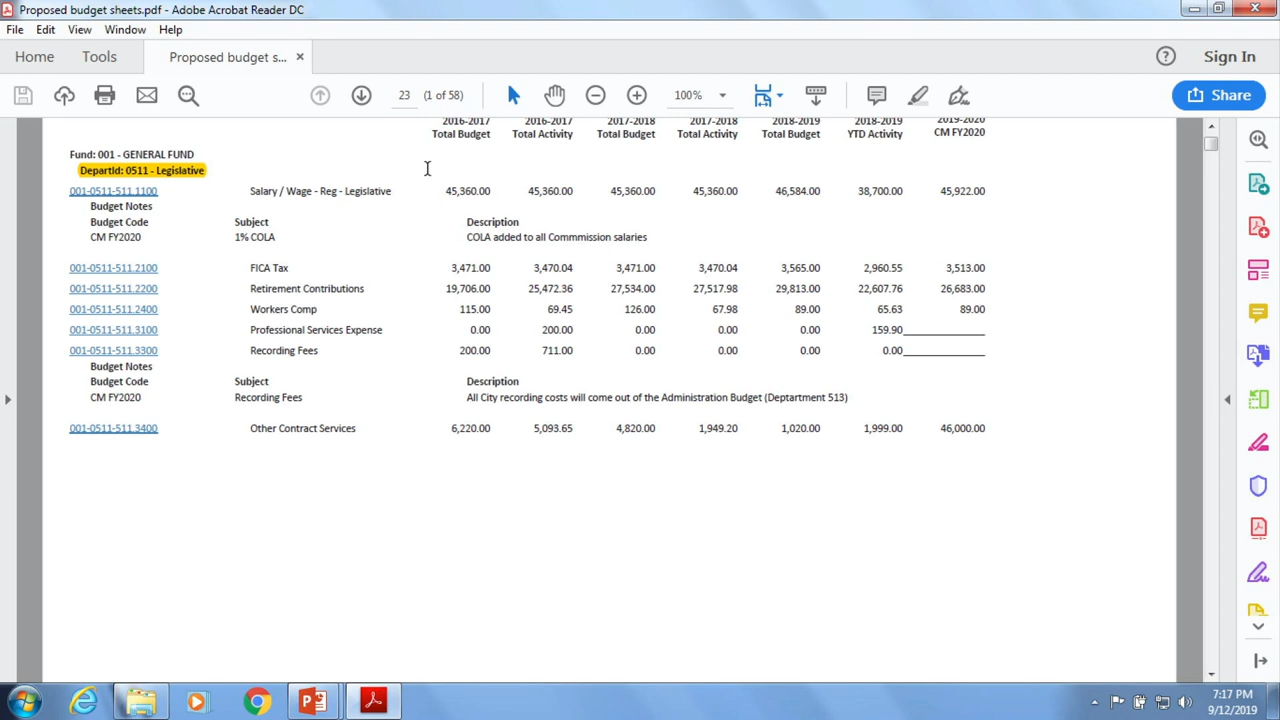 Proposed budget sheets.pdf - Adobe Acrobat Reader DC
File Edit View Window Help
Home Tools Proposed budget s... × Sign In
23 (1 of 58) 100% Share
2016-2017 2016-2017 2017-2018 2017-2018 2018-2019 2018-2019 2019-2020
Total Budget Total Activity Total Budget Total Activity Total Budget YTD Activity CM FY2020
Fund: 001 - GENERAL FUND
DepartId: 0511 - Legislative
001-0511-511.1100 Salary / Wage - Reg - Legislative 45,360.00 45,360.00 45,360.00 45,360.00 46,584.00 38,700.00 45,922.00
Budget Notes
Budget Code Subject Description
CM FY2020 1% COLA COLA added to all Commmission salaries
001-0511-511.2100 FICA Tax 3,471.00 3,470.04 3,471.00 3,470.04 3,565.00 2,960.55 3,513.00
001-0511-511.2200 Retirement Contributions 19,706.00 25,472.36 27,534.00 27,517.98 29,813.00 22,607.76 26,683.00
001-0511-511.2400 Workers Comp 115.00 69.45 126.00 67.98 89.00 65.63 89.00
001-0511-511.3100 Professional Services Expense 0.00 200.00 0.00 0.00 0.00 159.90
001-0511-511.3300 Recording Fees 200.00 711.00 0.00 0.00 0.00 0.00
Budget Notes
Budget Code Subject Description
CM FY2020 Recording Fees All City recording costs will come out of the Administration Budget (Deptartment 513)
001-0511-511.3400 Other Contract Services 6,220.00 5,093.65 4,820.00 1,949.20 1,020.00 1,999.00 46,000.00
7:17 PM
9/12/2019